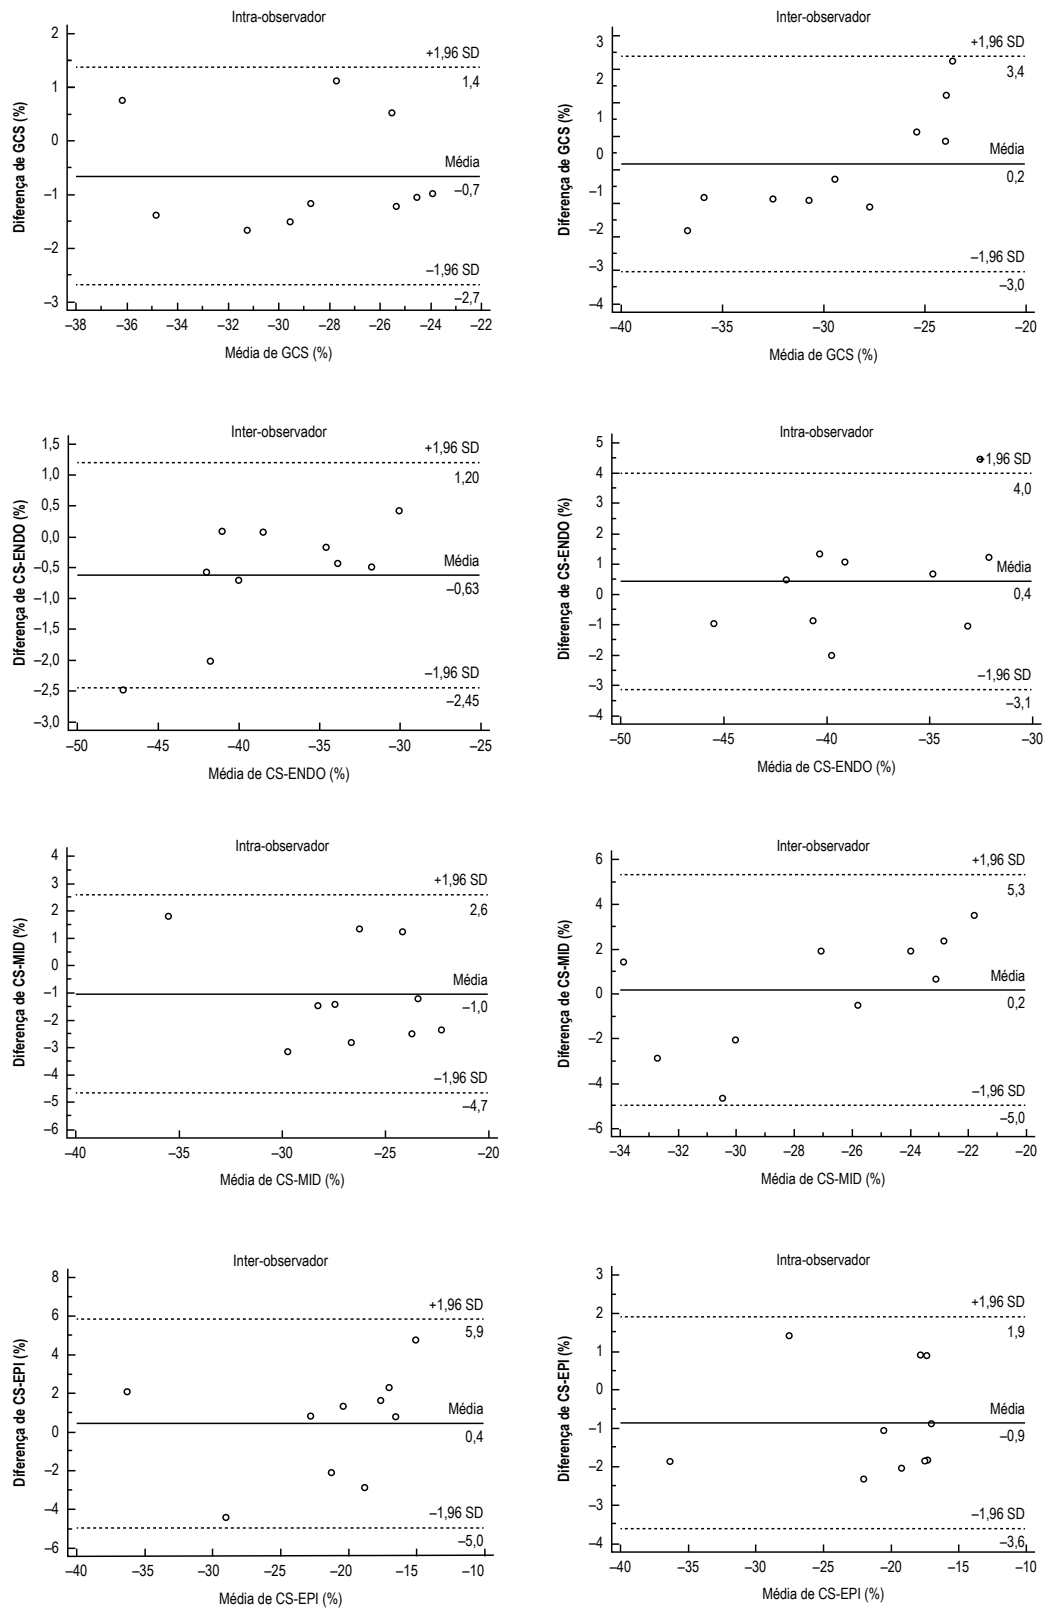 Intra-observador
2
1
0
–1
–2
–3
Diferença de GCS (%)
+1,96 SD
1,4
Média
–0,7
–1,96 SD
–2,7
–38 –36 –34 –32 –30 –28 –26 –24 –22
Média de GCS (%)
Inter-observador
3
2
1
0
–1
–2
–3
–4
Diferença de GCS (%)
+1,96 SD
3,4
Média
0,2
–1,96 SD
–3,0
–40 –30 –25 –20
Média de GCS (%)
Inter-observador
1,5
1,0
0,5
0,0
–0,5
–1,0
–1,5
–2,0
–2,5
–3,0
Diferença de CS-ENDO (%)
+1,96 SD
1,20
Média
–0,63
–1,96 SD
–2,45
–50 –45 –40 –35 –30 –25
Média de CS-ENDO (%)
Intra-observador
5
4
3
2
1
0
–1
–2
–3
–4
Diferença de CS-ENDO (%)
+1,96 SD
4,0
Média
0,4
–1,96 SD
–3,1
–50 –45 –40 –35 –30
Média de CS-ENDO (%)
Intra-observador
4
3
2
1
0
–1
–2
–3
–4
–5
–6
Diferença de CS-MID (%)
+1,96 SD
2,6
Média
–1,0
–1,96 SD
–4,7
–40 –35 –30 –25 –20
Média de CS-MID (%)
Inter-observador
6
4
2
0
–2
–4
–6
Diferença de CS-MID (%)
+1,96 SD
5,3
Média
0,2
–1,96 SD
–5,0
–34 –32 –30 –28 –26 –24 –22 –20
Média de CS-MID (%)
Inter-observador
8
6
4
2
0
–2
–4
–6
Diferença de CS-EPI (%)
+1,96 SD
5,9
Média
0,4
–1,96 SD
–5,0
–40 –35 –30 –25 –20 –15 –10
Média de CS-EPI (%)
Intra-observador
3
2
1
0
–1
–2
–3
–4
Diferença de CS-EPI (%)
+1,96 SD
1,9
Média
–0,9
–1,96 SD
–3,6
–40 –35 –30 –25 –20 –15 –10
Média de CS-EPI (%)